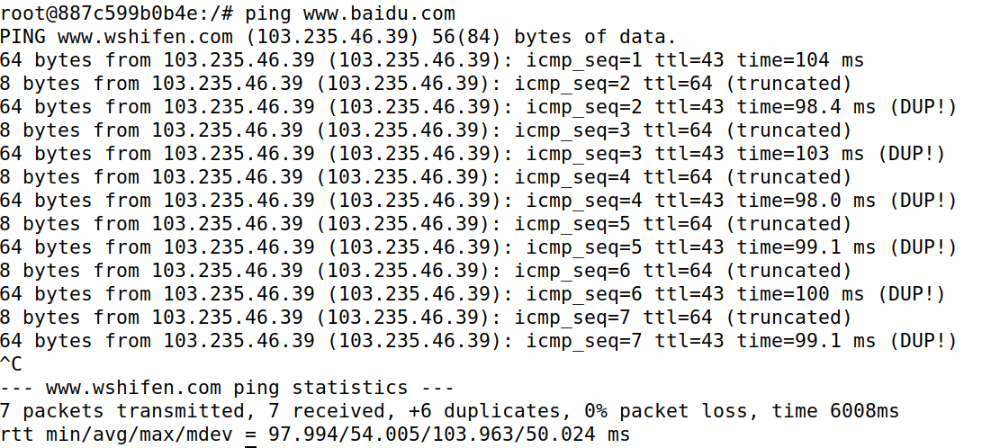 root@887c599b0b4e:/# ping www.baidu.com
PING www.wshifen.com (103.235.46.39) 56(84) bytes of data.
64 bytes from 103.235.46.39 (103.235.46.39): icmp_seq=1 ttl=43 time=104 ms
8 bytes from 103.235.46.39 (103.235.46.39): icmp_seq=2 ttl=64 (truncated)
64 bytes from 103.235.46.39 (103.235.46.39): icmp_seq=2 ttl=43 time=98.4 ms (DUP!)
8 bytes from 103.235.46.39 (103.235.46.39): icmp_seq=3 ttl=64 (truncated)
64 bytes from 103.235.46.39 (103.235.46.39): icmp_seq=3 ttl=43 time=103 ms (DUP!)
8 bytes from 103.235.46.39 (103.235.46.39): icmp_seq=4 ttl=64 (truncated)
64 bytes from 103.235.46.39 (103.235.46.39): icmp_seq=4 ttl=43 time=98.0 ms (DUP!)
8 bytes from 103.235.46.39 (103.235.46.39): icmp_seq=5 ttl=64 (truncated)
64 bytes from 103.235.46.39 (103.235.46.39): icmp_seq=5 ttl=43 time=99.1 ms (DUP!)
8 bytes from 103.235.46.39 (103.235.46.39): icmp_seq=6 ttl=64 (truncated)
64 bytes from 103.235.46.39 (103.235.46.39): icmp_seq=6 ttl=43 time=100 ms (DUP!)
8 bytes from 103.235.46.39 (103.235.46.39): icmp_seq=7 ttl=64 (truncated)
64 bytes from 103.235.46.39 (103.235.46.39): icmp_seq=7 ttl=43 time=99.1 ms (DUP!)
^C
--- www.wshifen.com ping statistics ---
7 packets transmitted, 7 received, +6 duplicates, 0% packet loss, time 6008ms
rtt min/avg/max/mdev = 97.994/54.005/103.963/50.024 ms